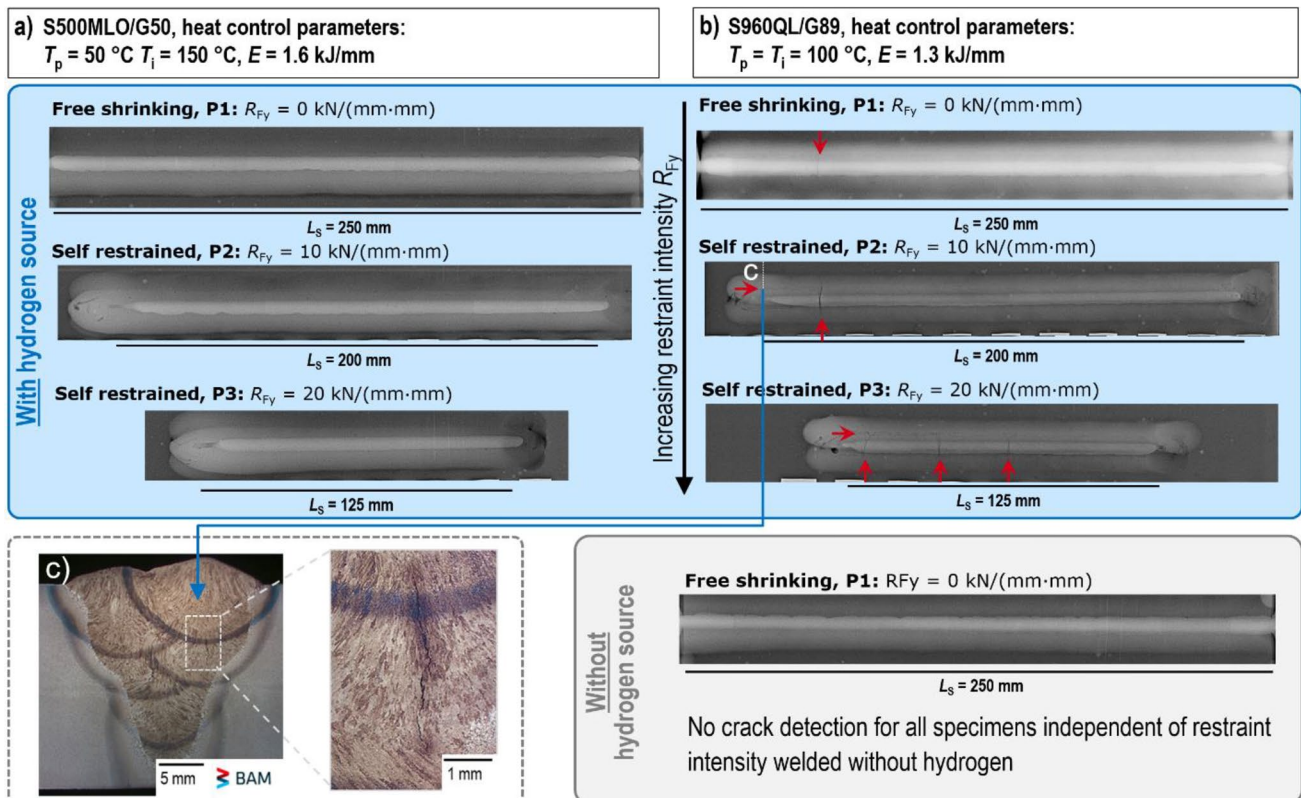 a) S500MLO/G50, heat control parameters:
Tp = 50 °C Ti = 150 °C, E = 1.6 kJ/mm
b) S960QL/G89, heat control parameters:
Tp = Ti = 100 °C, E = 1.3 kJ/mm
With hydrogen source
Free shrinking, P1: RFy = 0 kN/(mm·mm)
Ls = 250 mm
Self restrained, P2: RFy = 10 kN/(mm·mm)
Ls = 200 mm
Self restrained, P3: RFy = 20 kN/(mm·mm)
Ls = 125 mm
Increasing restraint intensity RFy
Free shrinking, P1: RFy = 0 kN/(mm·mm)
Ls = 250 mm
Self restrained, P2: RFy = 10 kN/(mm·mm)
C
Ls = 200 mm
Self restrained, P3: RFy = 20 kN/(mm·mm)
Ls = 125 mm
c)
5 mm
BAM
1 mm
Without
hydrogen source
Free shrinking, P1: RFy = 0 kN/(mm·mm)
Ls = 250 mm
No crack detection for all specimens independent of restraint
intensity welded without hydrogen